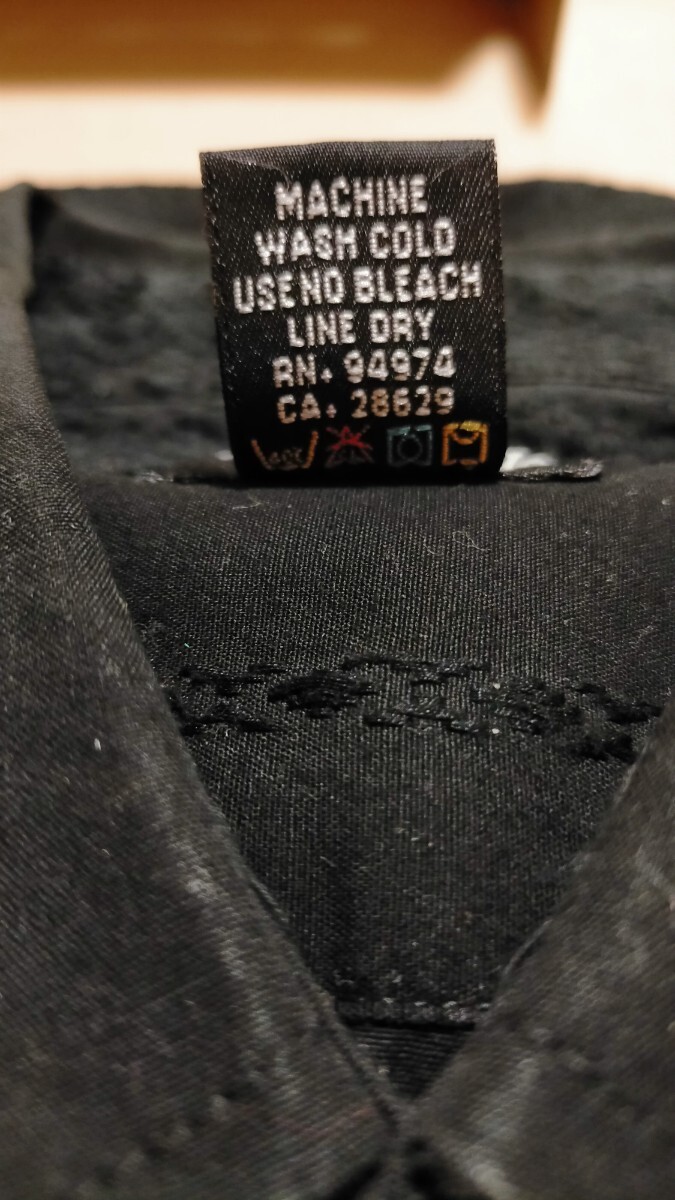 MACHINE
WASH COLD
USE NO BLEACH
LINE DRY
RN. 94974
CA. 28629